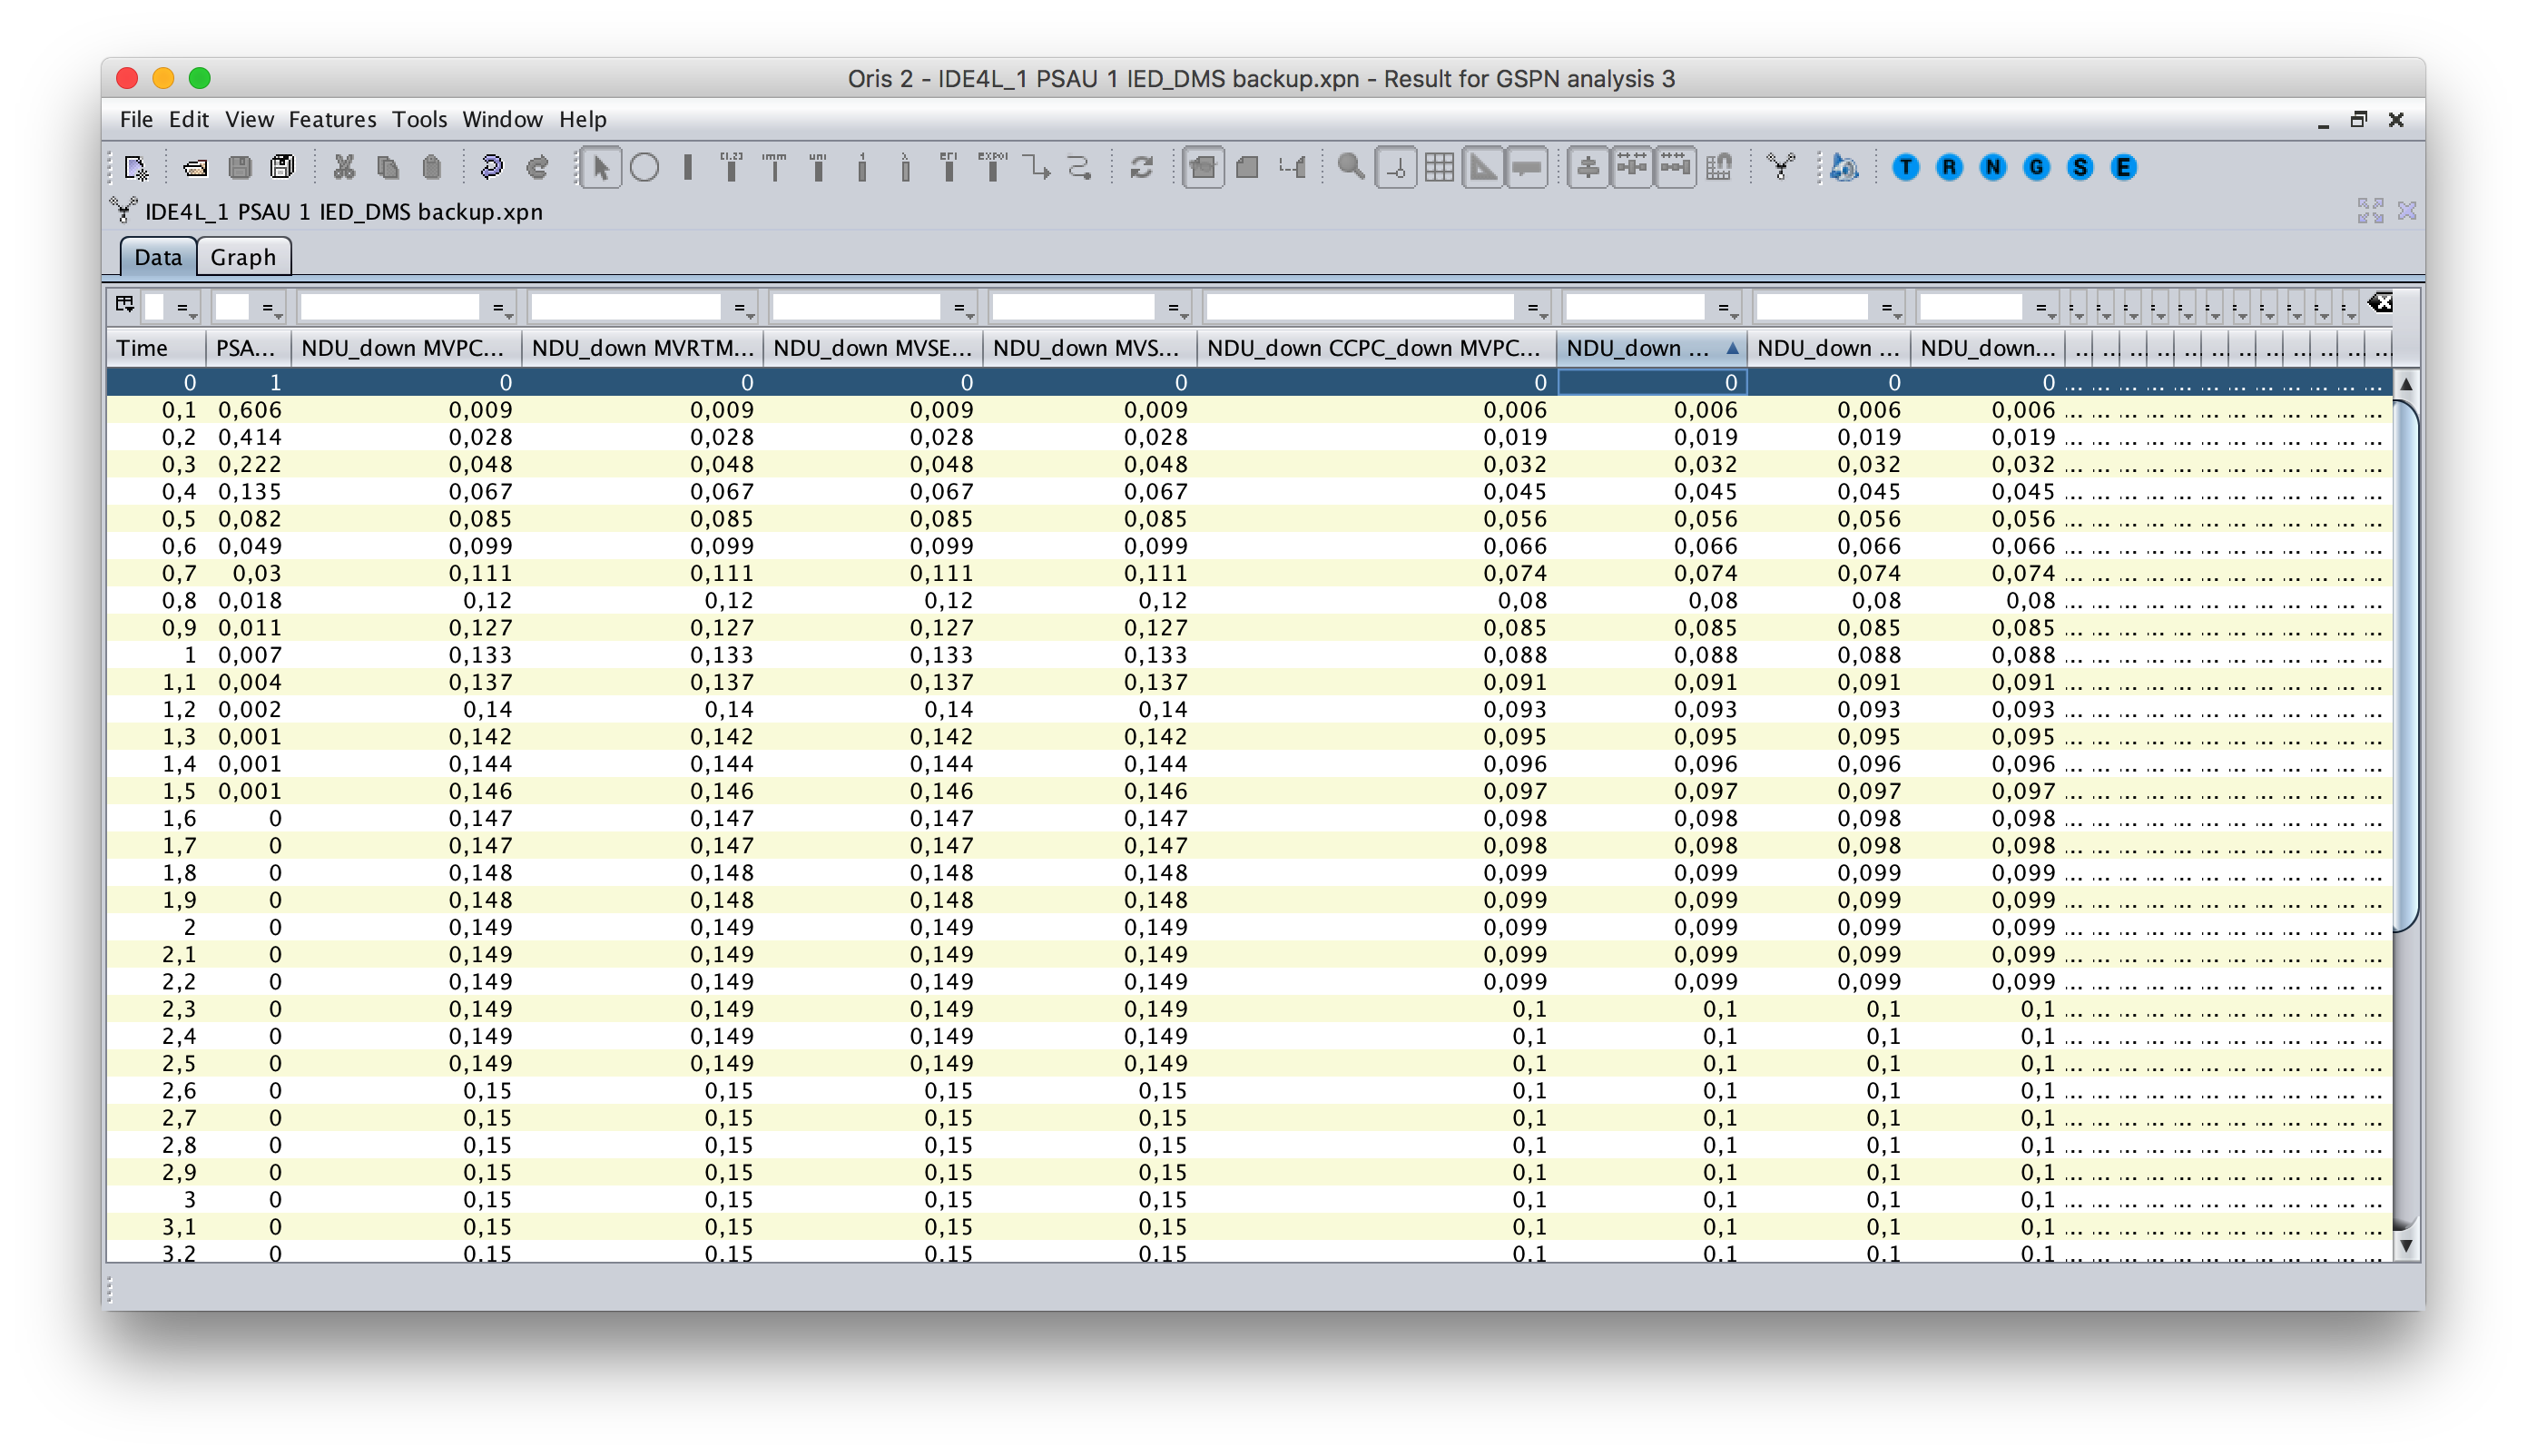 Oris 2 - IDE4L_1 PSAU 1 IED_DMS backup.xpn - Result for GSPN analysis 3
File Edit View Features Tools Window Help
[1,2] imm uni 1 λ EFT EXPOL T R N G S E
IDE4L_1 PSAU 1 IED_DMS backup.xpn
Data Graph
= = = = = = = = = =
Time PSA... NDU_down MVPC... NDU_down MVRTM... NDU_down MVSE... NDU_down MVS... NDU_down CCPC_down MVPC... NDU_down ... NDU_down ... NDU_down... ... ... ... ... ... ... ... ... ... ... ... ...
0 1 0 0 0 0 0 0 0 0 ... ... ... ... ... ... ... ... ... ... ... ...
0,1 0,606 0,009 0,009 0,009 0,009 0,006 0,006 0,006 0,006 ... ... ... ... ... ... ... ... ... ... ... ...
0,2 0,414 0,028 0,028 0,028 0,028 0,019 0,019 0,019 0,019 ... ... ... ... ... ... ... ... ... ... ... ...
0,3 0,222 0,048 0,048 0,048 0,048 0,032 0,032 0,032 0,032 ... ... ... ... ... ... ... ... ... ... ... ...
0,4 0,135 0,067 0,067 0,067 0,067 0,045 0,045 0,045 0,045 ... ... ... ... ... ... ... ... ... ... ... ...
0,5 0,082 0,085 0,085 0,085 0,085 0,056 0,056 0,056 0,056 ... ... ... ... ... ... ... ... ... ... ... ...
0,6 0,049 0,099 0,099 0,099 0,099 0,066 0,066 0,066 0,066 ... ... ... ... ... ... ... ... ... ... ... ...
0,7 0,03 0,111 0,111 0,111 0,111 0,074 0,074 0,074 0,074 ... ... ... ... ... ... ... ... ... ... ... ...
0,8 0,018 0,12 0,12 0,12 0,12 0,08 0,08 0,08 0,08 ... ... ... ... ... ... ... ... ... ... ... ...
0,9 0,011 0,127 0,127 0,127 0,127 0,085 0,085 0,085 0,085 ... ... ... ... ... ... ... ... ... ... ... ...
1 0,007 0,133 0,133 0,133 0,133 0,088 0,088 0,088 0,088 ... ... ... ... ... ... ... ... ... ... ... ...
1,1 0,004 0,137 0,137 0,137 0,137 0,091 0,091 0,091 0,091 ... ... ... ... ... ... ... ... ... ... ... ...
1,2 0,002 0,14 0,14 0,14 0,14 0,093 0,093 0,093 0,093 ... ... ... ... ... ... ... ... ... ... ... ...
1,3 0,001 0,142 0,142 0,142 0,142 0,095 0,095 0,095 0,095 ... ... ... ... ... ... ... ... ... ... ... ...
1,4 0,001 0,144 0,144 0,144 0,144 0,096 0,096 0,096 0,096 ... ... ... ... ... ... ... ... ... ... ... ...
1,5 0,001 0,146 0,146 0,146 0,146 0,097 0,097 0,097 0,097 ... ... ... ... ... ... ... ... ... ... ... ...
1,6 0 0,147 0,147 0,147 0,147 0,098 0,098 0,098 0,098 ... ... ... ... ... ... ... ... ... ... ... ...
1,7 0 0,147 0,147 0,147 0,147 0,098 0,098 0,098 0,098 ... ... ... ... ... ... ... ... ... ... ... ...
1,8 0 0,148 0,148 0,148 0,148 0,099 0,099 0,099 0,099 ... ... ... ... ... ... ... ... ... ... ... ...
1,9 0 0,148 0,148 0,148 0,148 0,099 0,099 0,099 0,099 ... ... ... ... ... ... ... ... ... ... ... ...
2 0 0,149 0,149 0,149 0,149 0,099 0,099 0,099 0,099 ... ... ... ... ... ... ... ... ... ... ... ...
2,1 0 0,149 0,149 0,149 0,149 0,099 0,099 0,099 0,099 ... ... ... ... ... ... ... ... ... ... ... ...
2,2 0 0,149 0,149 0,149 0,149 0,099 0,099 0,099 0,099 ... ... ... ... ... ... ... ... ... ... ... ...
2,3 0 0,149 0,149 0,149 0,149 0,1 0,1 0,1 0,1 ... ... ... ... ... ... ... ... ... ... ... ...
2,4 0 0,149 0,149 0,149 0,149 0,1 0,1 0,1 0,1 ... ... ... ... ... ... ... ... ... ... ... ...
2,5 0 0,149 0,149 0,149 0,149 0,1 0,1 0,1 0,1 ... ... ... ... ... ... ... ... ... ... ... ...
2,6 0 0,15 0,15 0,15 0,15 0,1 0,1 0,1 0,1 ... ... ... ... ... ... ... ... ... ... ... ...
2,7 0 0,15 0,15 0,15 0,15 0,1 0,1 0,1 0,1 ... ... ... ... ... ... ... ... ... ... ... ...
2,8 0 0,15 0,15 0,15 0,15 0,1 0,1 0,1 0,1 ... ... ... ... ... ... ... ... ... ... ... ...
2,9 0 0,15 0,15 0,15 0,15 0,1 0,1 0,1 0,1 ... ... ... ... ... ... ... ... ... ... ... ...
3 0 0,15 0,15 0,15 0,15 0,1 0,1 0,1 0,1 ... ... ... ... ... ... ... ... ... ... ... ...
3,1 0 0,15 0,15 0,15 0,15 0,1 0,1 0,1 0,1 ... ... ... ... ... ... ... ... ... ... ... ...
3,2 0 0,15 0,15 0,15 0,15 0,1 0,1 0,1 0,1 ... ... ... ... ... ... ... ... ... ... ... ...